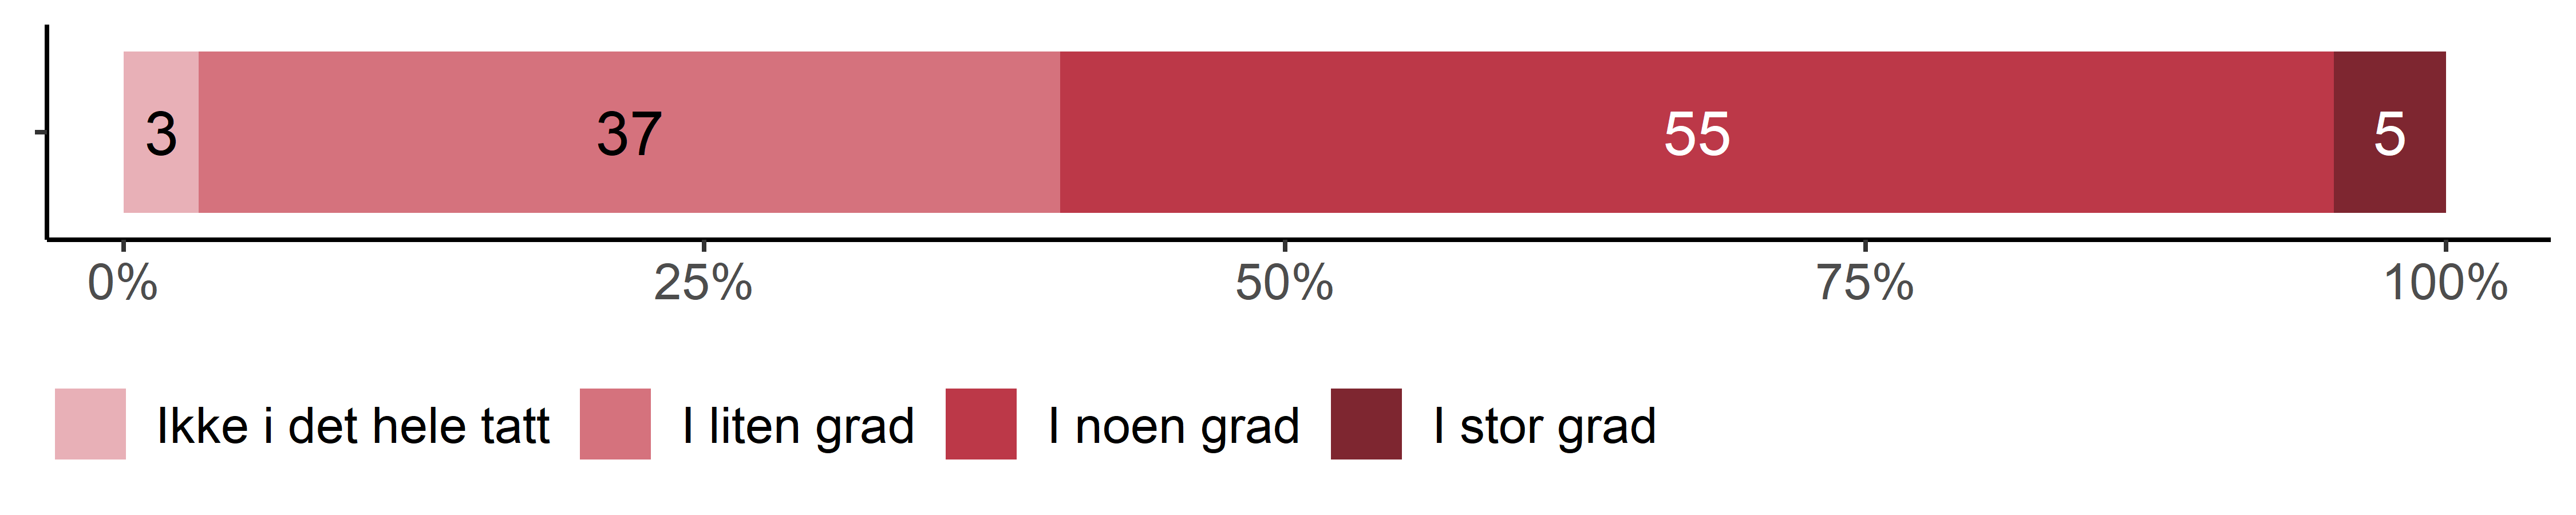 3 37 55 5
0% 25% 50% 75% 100%
Ikke i det hele tatt I liten grad I noen grad I stor grad